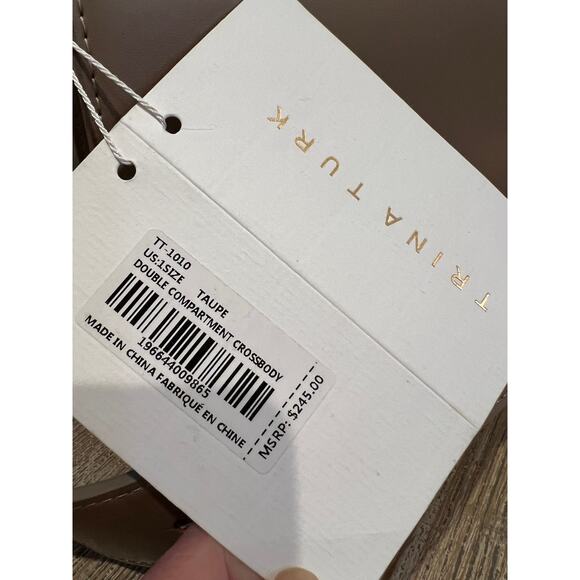 TRINA TURK
TT-1010
US:1SIZE TAUPE
DOUBLE COMPARTMENT CROSSBODY
196644009865
MADE IN CHINA FABRIQUÉ EN CHINE
MSRP: $245.00